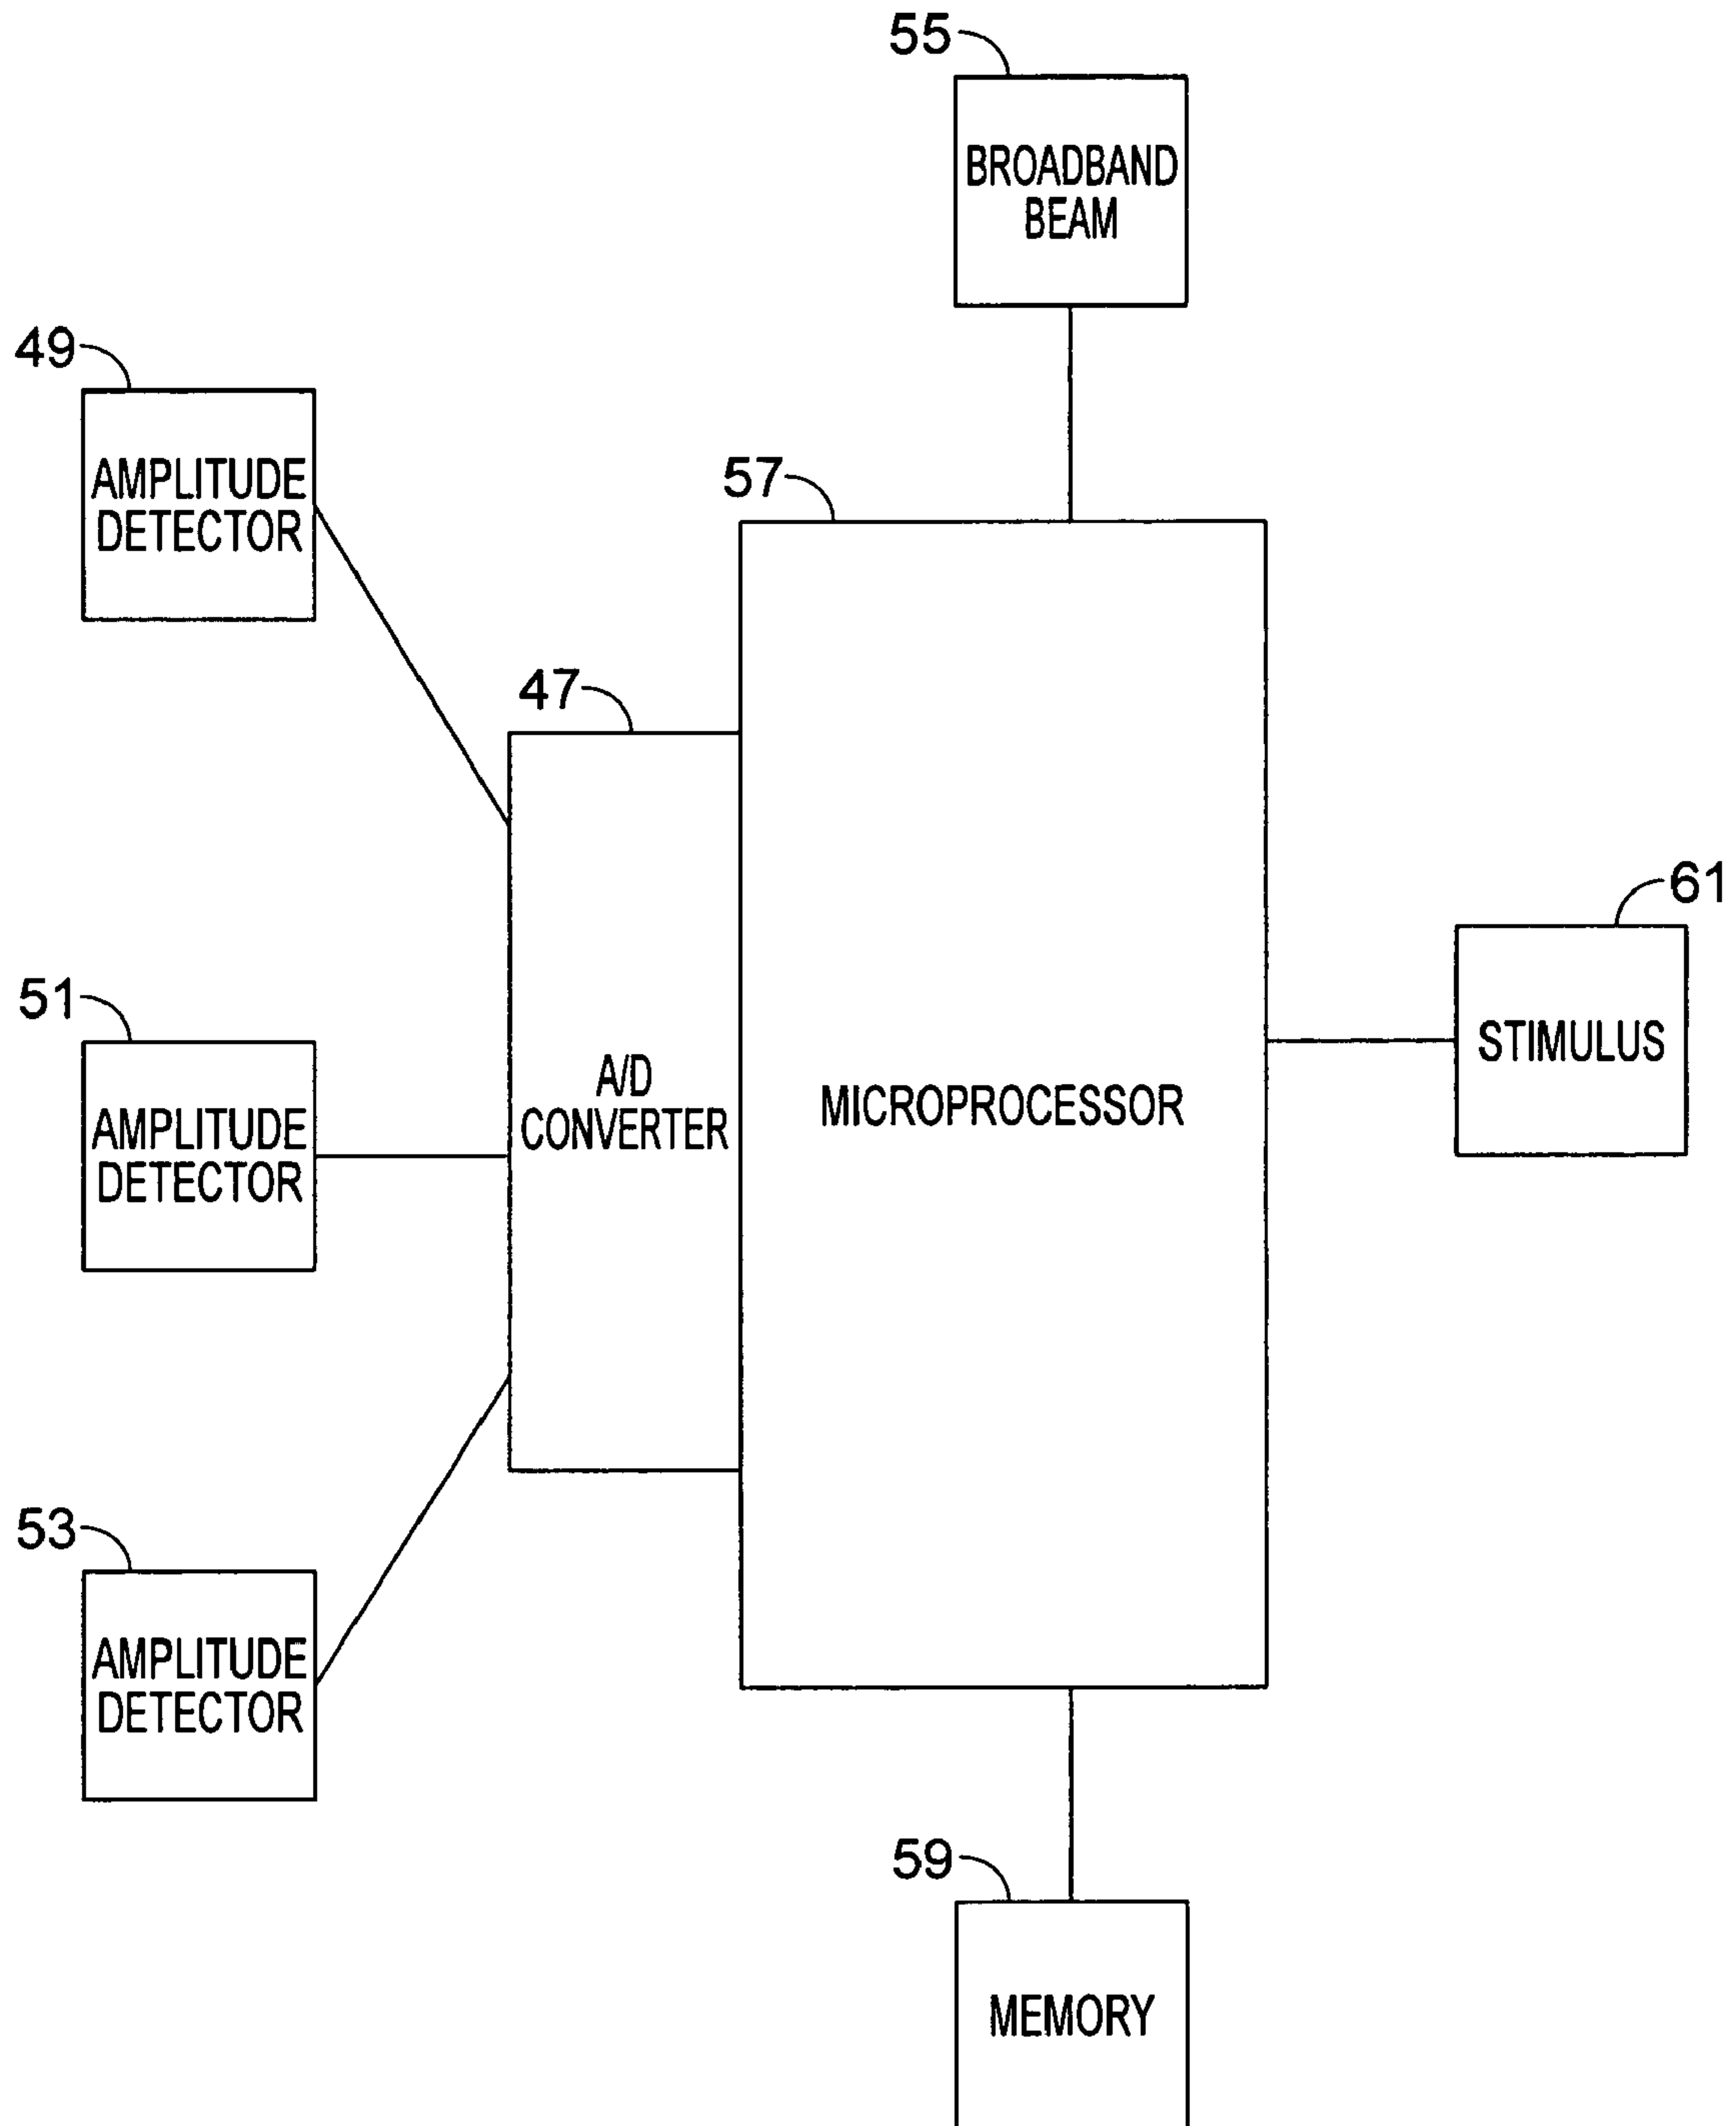 55
BROADBAND
BEAM
49
AMPLITUDE
DETECTOR
57
47
61
51
AMPLITUDE
DETECTOR
A/D
CONVERTER
MICROPROCESSOR
STIMULUS
53
AMPLITUDE
DETECTOR
59
MEMORY